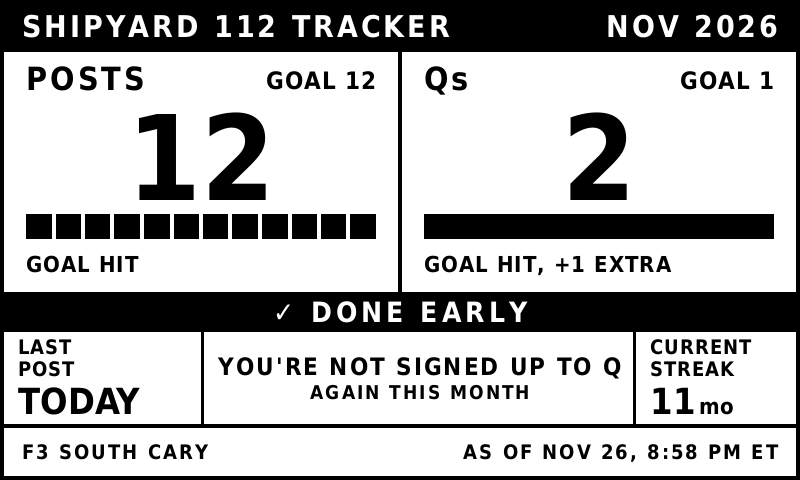 SHIPYARD 112 TRACKER
NOV 2026
POSTS
GOAL 12
12
GOAL HIT
Qs
GOAL 1
2
GOAL HIT, +1 EXTRA
✓ DONE EARLY
LAST
POST
TODAY
YOU'RE NOT SIGNED UP TO Q
AGAIN THIS MONTH
CURRENT
STREAK
11 mo
F3 SOUTH CARY
AS OF NOV 26, 8:58 PM ET